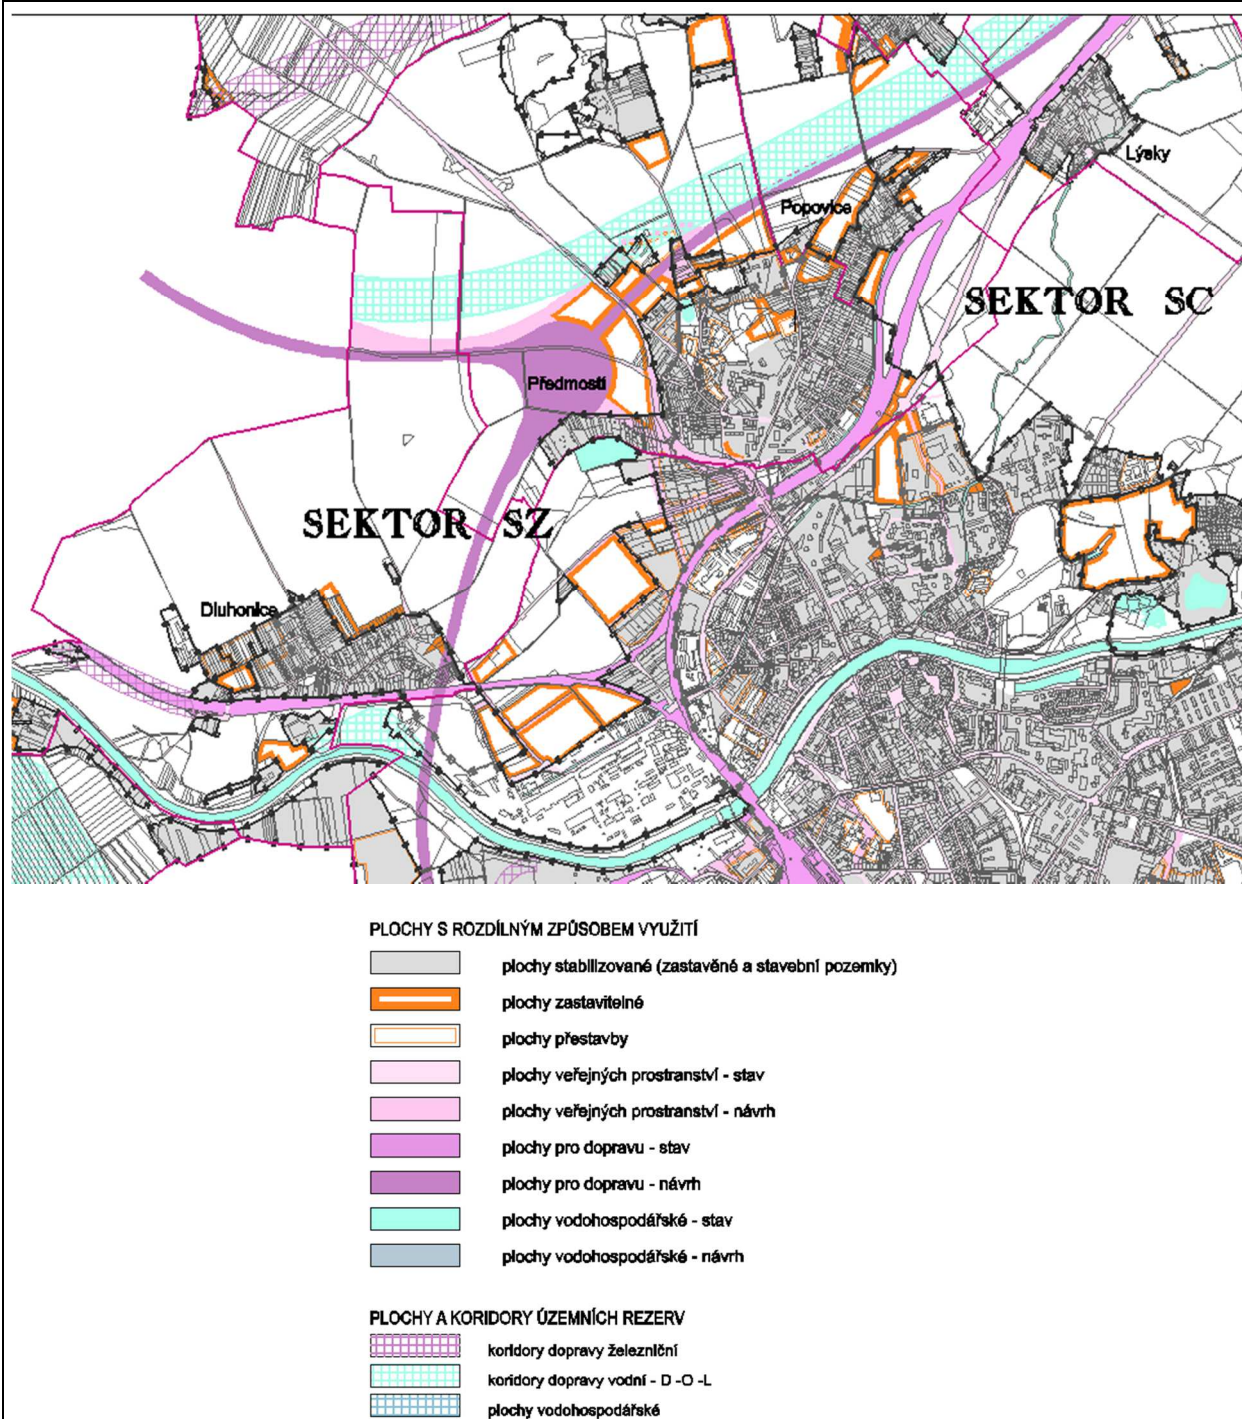 Lýsky
Popovice
SEKTOR SC
Předmostí
SEKTOR SZ
Dluhonice
PLOCHY S ROZDÍLNÝM ZPŮSOBEM VYUŽITÍ
plochy stabilizované (zastavěné a stavební pozemky)
plochy zastavitelné
plochy přestavby
plochy veřejných prostranství - stav
plochy veřejných prostranství - návrh
plochy pro dopravu - stav
plochy pro dopravu - návrh
plochy vodohospodářské - stav
plochy vodohospodářské - návrh
PLOCHY A KORIDORY ÚZEMNÍCH REZERV
koridory dopravy železniční
koridory dopravy vodní - D -O -L
plochy vodohospodářské